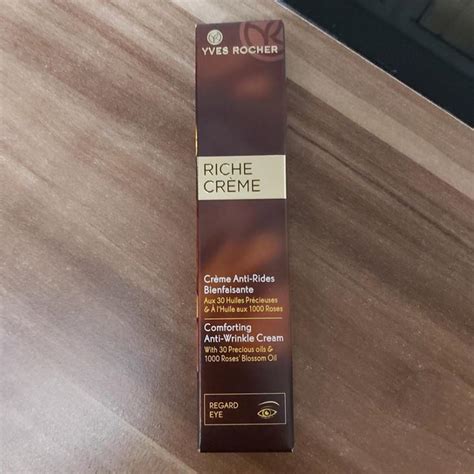 YVES ROCHER
RICHE
CRÈME
Crème Anti-Rides
Bienfaisante
Aux 30 Huiles Précieuses
& À l'Huile aux 1000 Roses
Comforting
Anti-Wrinkle Cream
With 30 Precious oils &
1000 Roses' Blossom Oil
REGARD
EYE